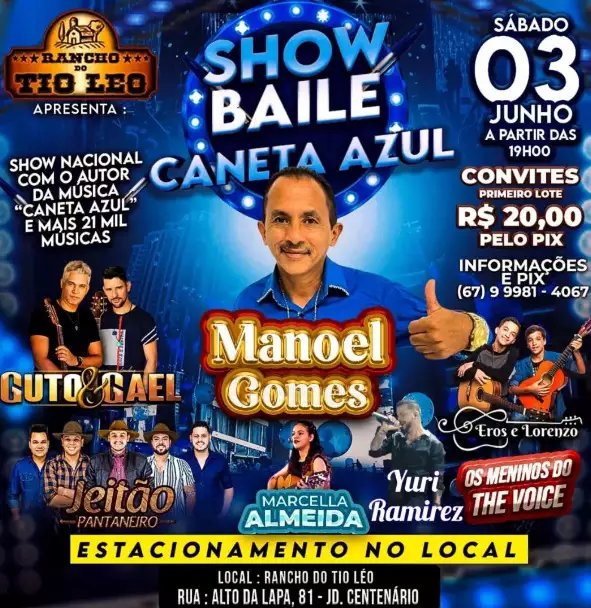 RANCHO
DO
TIO LEO
APRESENTA :
SHOW
BAILE
CANETA AZUL
SÁBADO
03
JUNHO
A PARTIR DAS
19H00
SHOW NACIONAL
COM O AUTOR
DA MÚSICA
“CANETA AZUL”
E MAIS 21 MIL
MÚSICAS
CONVITES
PRIMEIRO LOTE
R$ 20,00
PELO PIX
INFORMAÇÕES
E PIX
(67) 9 9981 - 4067
Manoel
Gomes
GUTO & GAEL
Eros e Lorenzo
Jeitão
PANTANEIRO
MARCELLA
ALMEIDA
Yuri
Ramirez
OS MENINOS DO
THE VOICE
ESTACIONAMENTO NO LOCAL
LOCAL : RANCHO DO TIO LÉO
RUA : ALTO DA LAPA, 81 - JD. CENTENÁRIO